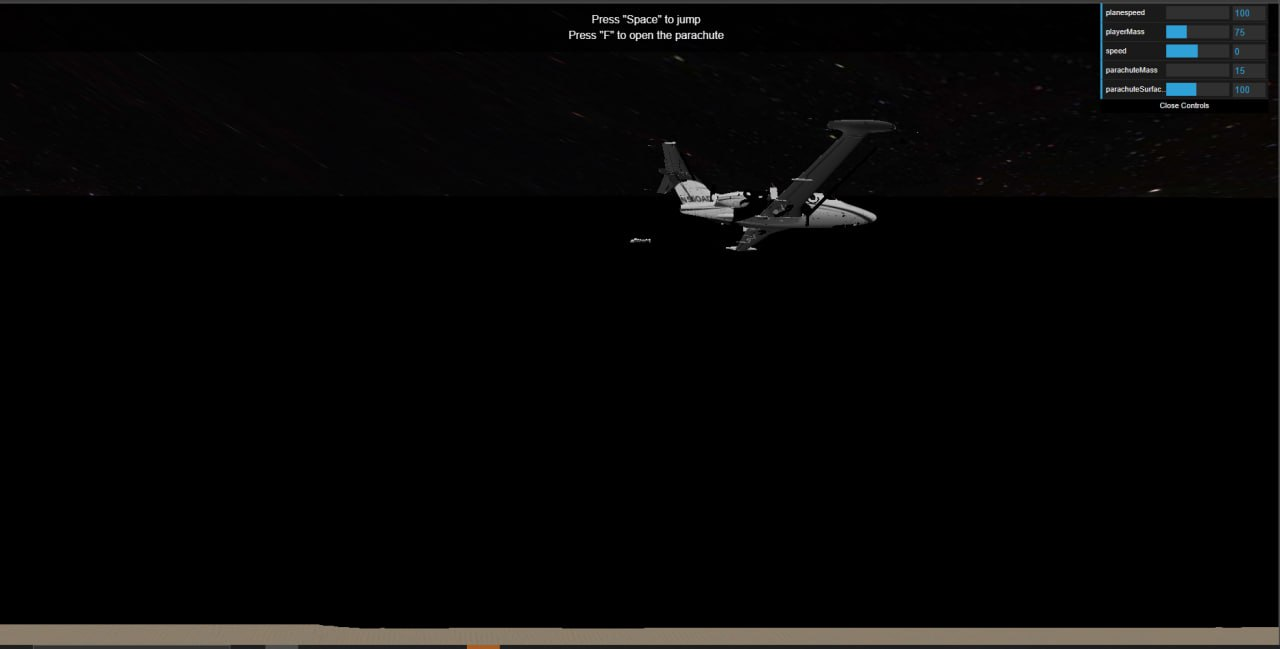 Press "Space" to jump
Press "F" to open the parachute
planespeed 100
playerMass 75
speed 0
parachuteMass 15
parachuteSurfac... 100
Close Controls